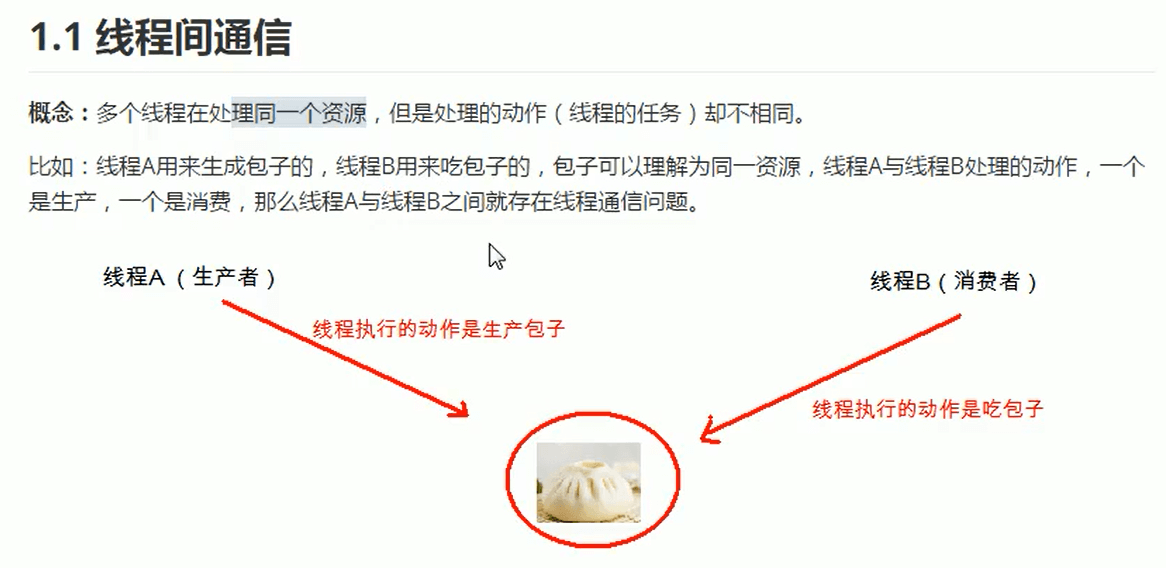 1.1 线程间通信
概念：多个线程在处理同一个资源，但是处理的动作（线程的任务）却不相同。
比如：线程A用来生成包子的，线程B用来吃包子的，包子可以理解为同一资源，线程A与线程B处理的动作，一个
是生产，一个是消费，那么线程A与线程B之间就存在线程通信问题。
线程A（生产者）
线程B（消费者）
线程执行的动作是生产包子
线程执行的动作是吃包子